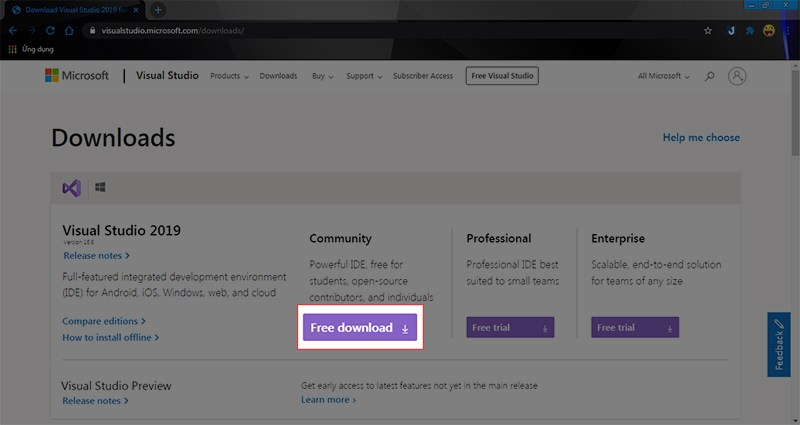 Download Visual Studio 2019 fo
visualstudio.microsoft.com/downloads/
Ứng dụng
Microsoft Visual Studio Products Downloads Buy Support Subscriber Access Free Visual Studio All Microsoft
Downloads
Help me choose
Visual Studio 2019
Version 16.8
Release notes
Full-featured integrated development environment
(IDE) for Android, iOS, Windows, web, and cloud
Compare editions
How to install offline
Community
Powerful IDE, free for
students, open-source
contributors, and individuals
Free download
Professional
Professional IDE best
suited to small teams
Free trial
Enterprise
Scalable, end-to-end solution
for teams of any size
Free trial
Feedback
Visual Studio Preview
Release notes
Get early access to latest features not yet in the main release
Learn more